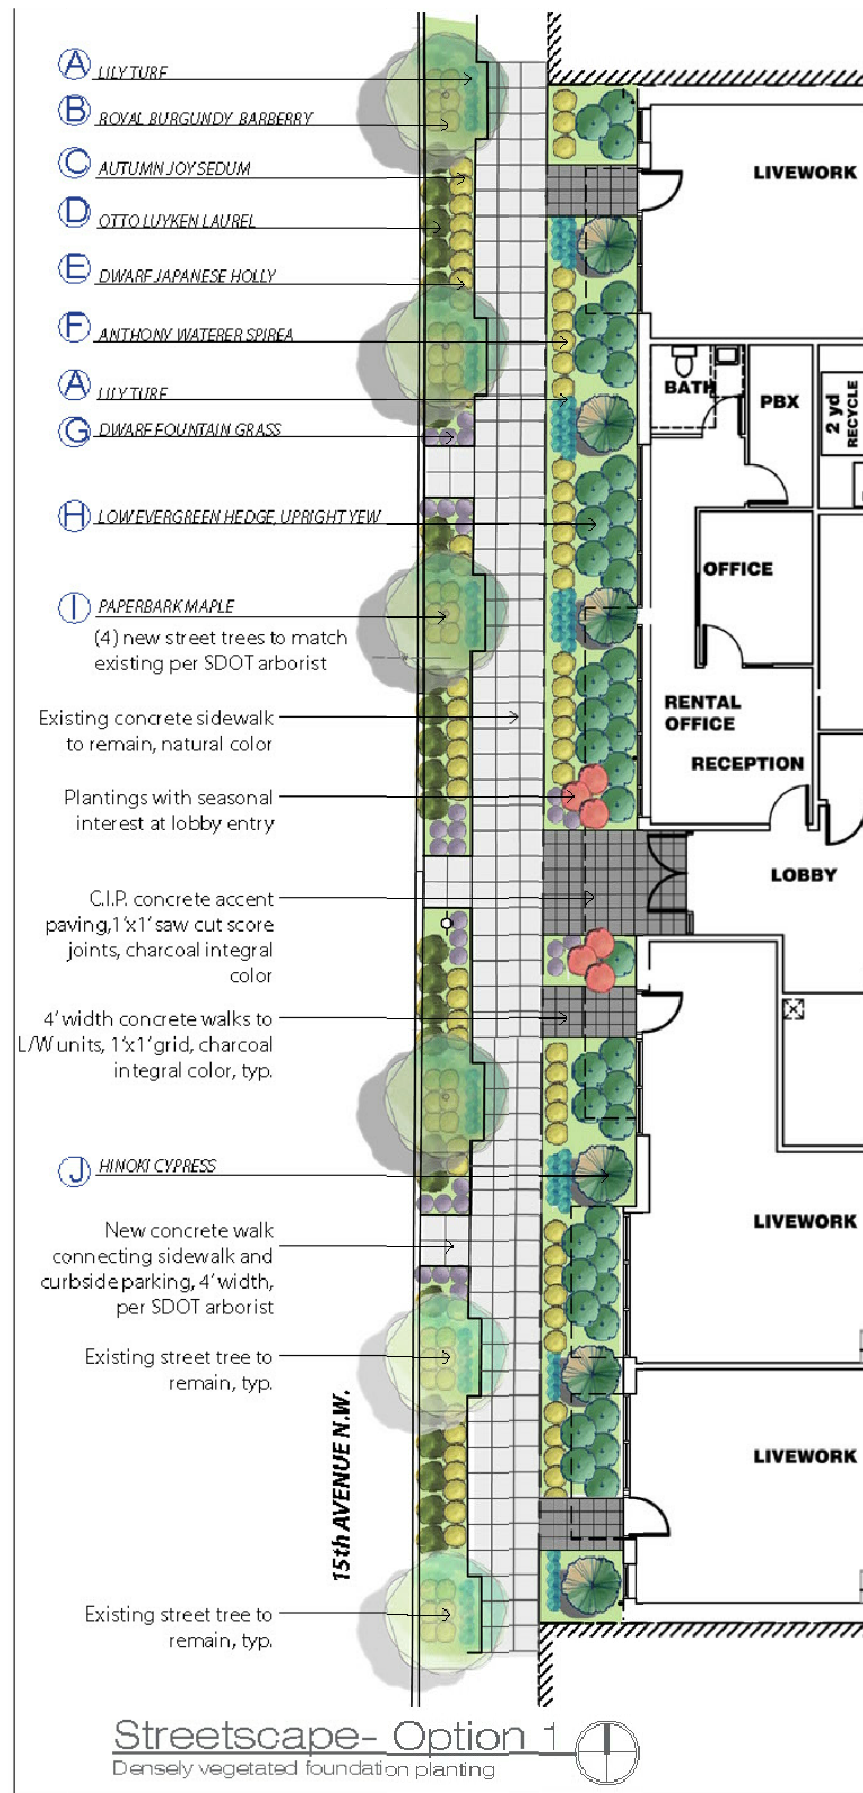 A LILY TURF
B ROYAL BURGUNDY BARBERRY
C AUTUMN JOY SEDUM
D OTTO LUYKEN LAUREL
E DWARF JAPANESE HOLLY
F ANTHONY WATERER SPIREA
A LILY TURF
G DWARF FOUNTAIN GRASS
H LOW EVERGREEN HEDGE, UPRIGHT YEW
I PAPERBARK MAPLE
(4) new street trees to match
existing per SDOT arborist
Existing concrete sidewalk
to remain, natural color
Plantings with seasonal
interest at lobby entry
C.I.P. concrete accent
paving,1'x1' saw cut score
joints, charcoal integral
color
4' width concrete walks to
L/W units, 1'x1' grid, charcoal
integral color, typ.
J HINOKI CYPRESS
New concrete walk
connecting sidewalk and
curbside parking, 4' width,
per SDOT arborist
Existing street tree to
remain, typ.
15th AVENUE N.W.
Existing street tree to
remain, typ.
LIVEWORK
BATH
PBX
2 yd
RECYCLE
OFFICE
RENTAL
OFFICE
RECEPTION
LOBBY
LIVEWORK
LIVEWORK
Streetscape- Option 1
Densely vegetated foundation planting